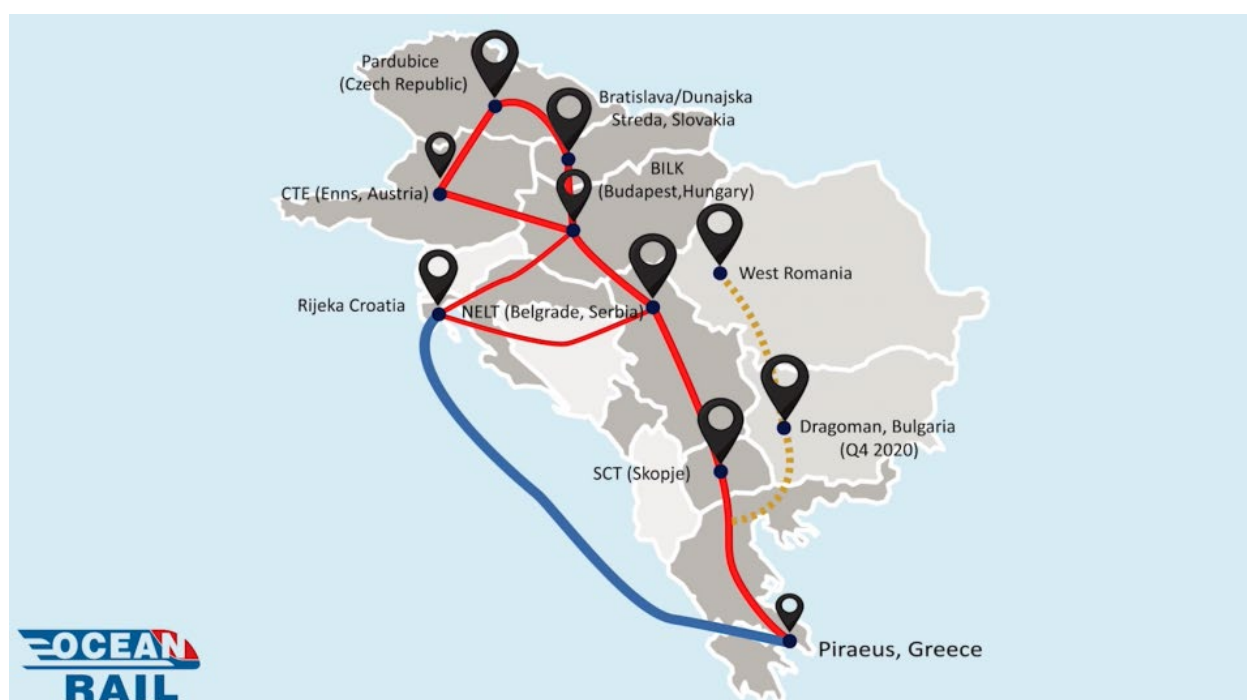 Pardubice
(Czech Republic)
Bratislava/Dunajska
Streda, Slovakia
CTE (Enns, Austria)
BILK
(Budapest,Hungary)
West Romania
Rijeka Croatia
NELT (Belgrade, Serbia)
Dragoman, Bulgaria
(Q4 2020)
SCT (Skopje)
Piraeus, Greece
OCEAN
RAIL